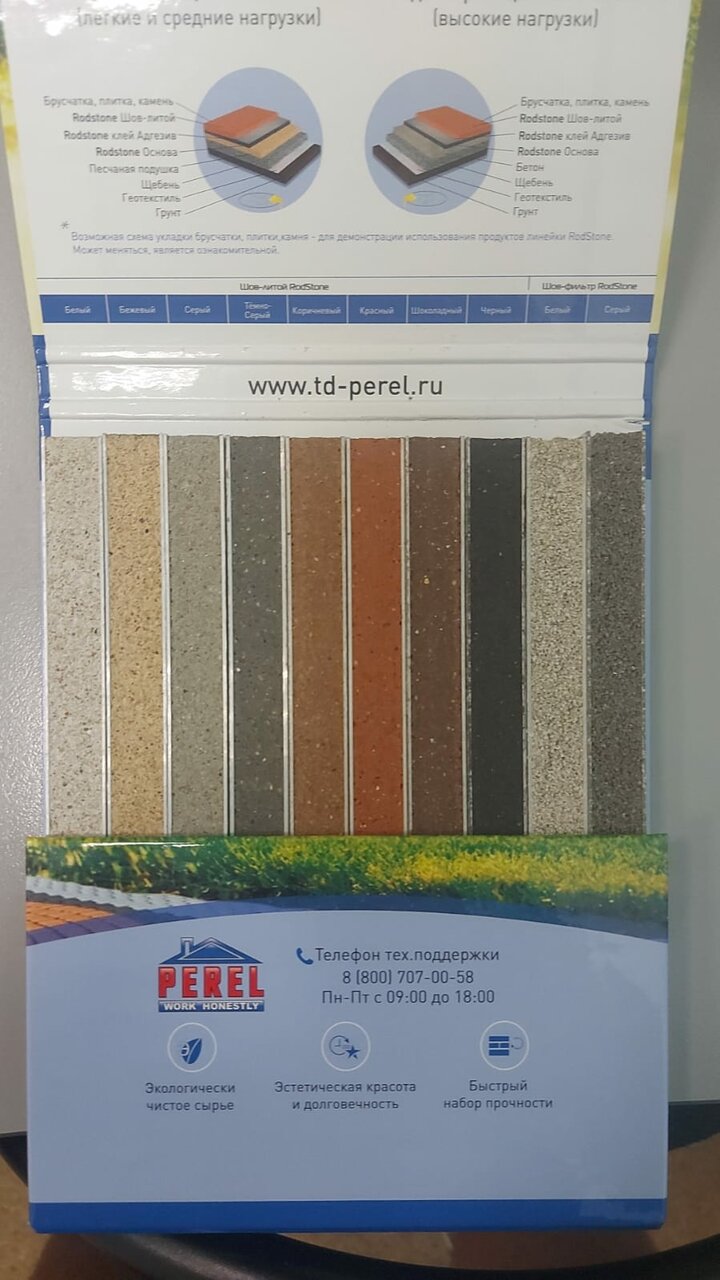 (легкие и средние нагрузки)
(высокие нагрузки)
Брусчатка, плитка, камень
Rodstone Шов-литой
Rodstone клей Адгезив
Rodstone Основа
Песчаная подушка
Щебень
Геотекстиль
Грунт
Брусчатка, плитка, камень
Rodstone Шов-литой
Rodstone клей Адгезив
Rodstone Основа
Бетон
Щебень
Геотекстиль
Грунт
* Возможная схема укладки брусчатки, плитки,камня - для демонстрации использования продуктов линейки RodStone.
Может меняться, является ознакомительной.
Шов-литой RodStone
Шов-фильтр RodStone
Белый
Бежевый
Серый
Тёмно-
Серый
Коричневый
Красный
Шоколадный
Черный
Белый
Серый
www.td-perel.ru
PEREL
"WORK HONESTLY"
Телефон тех.поддержки
8 (800) 707-00-58
Пн-Пт с 09:00 до 18:00
Экологически
чистое сырье
Эстетическая красота
и долговечность
Быстрый
набор прочности